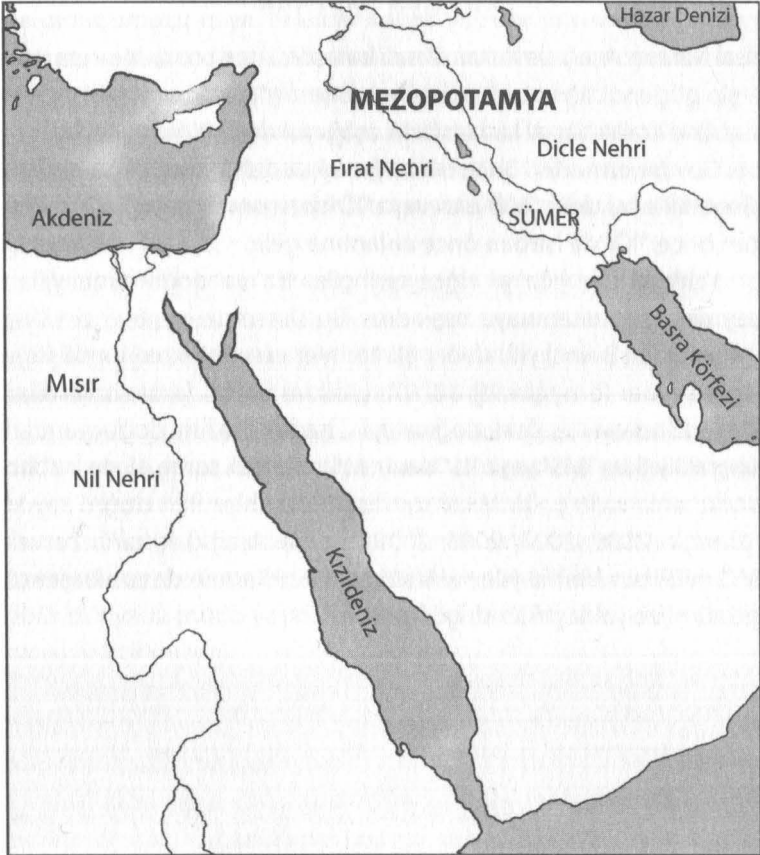 Hazar Denizi
MEZOPOTAMYA
Dicle Nehri
Fırat Nehri
SÜMER
Akdeniz
Basra Körfezi
Mısır
Nil Nehri
Kızıldeniz